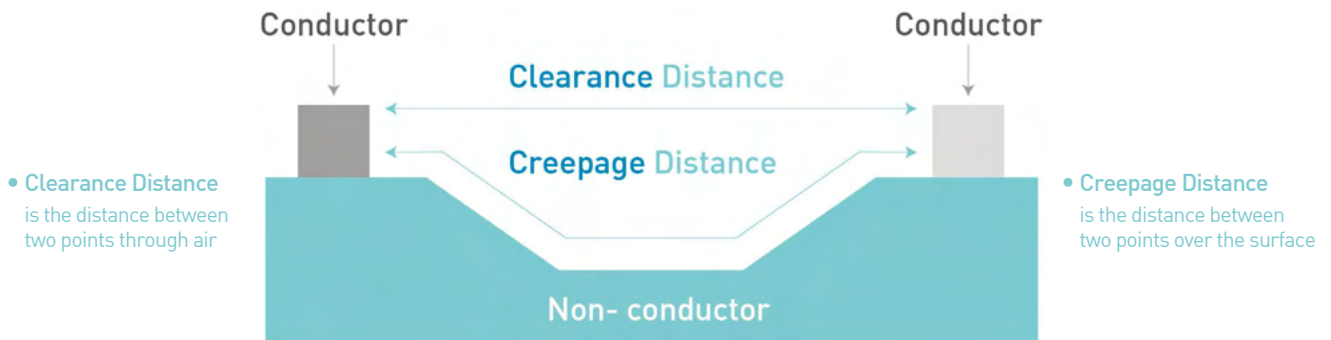 Conductor
Conductor
Clearance Distance
Creepage Distance
• Clearance Distance
is the distance between
two points through air
• Creepage Distance
is the distance between
two points over the surface
Non- conductor